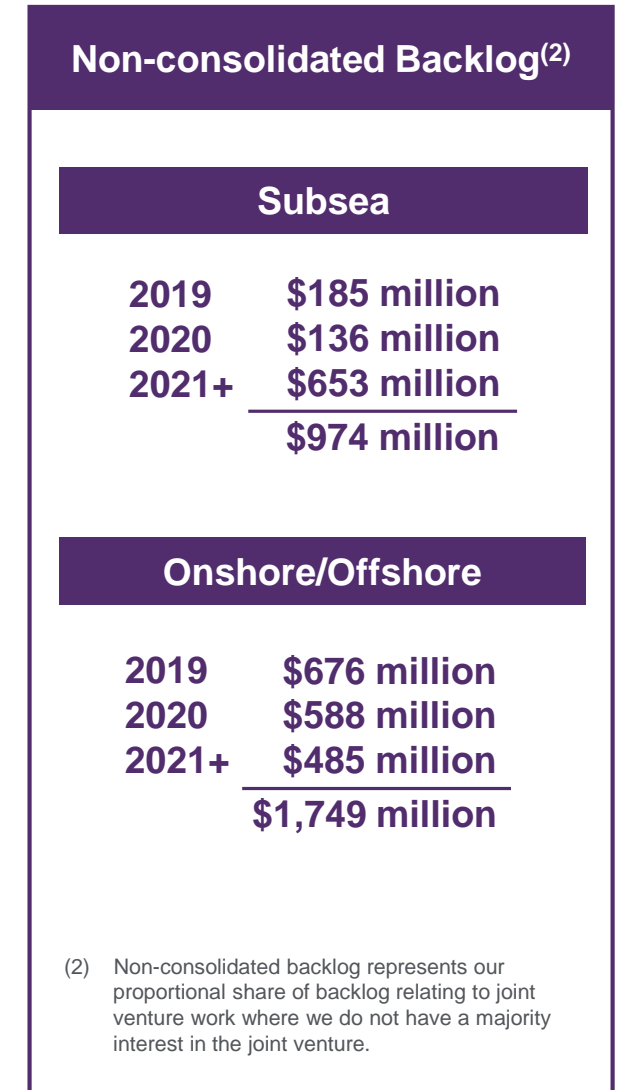 Non-consolidated Backlog(2)
Subsea
2019 $185 million
2020 $136 million
2021+ $653 million
$974 million
Onshore/Offshore
2019 $676 million
2020 $588 million
2021+ $485 million
$1,749 million
(2) Non-consolidated backlog represents our
proportional share of backlog relating to joint
venture work where we do not have a majority
interest in the joint venture.